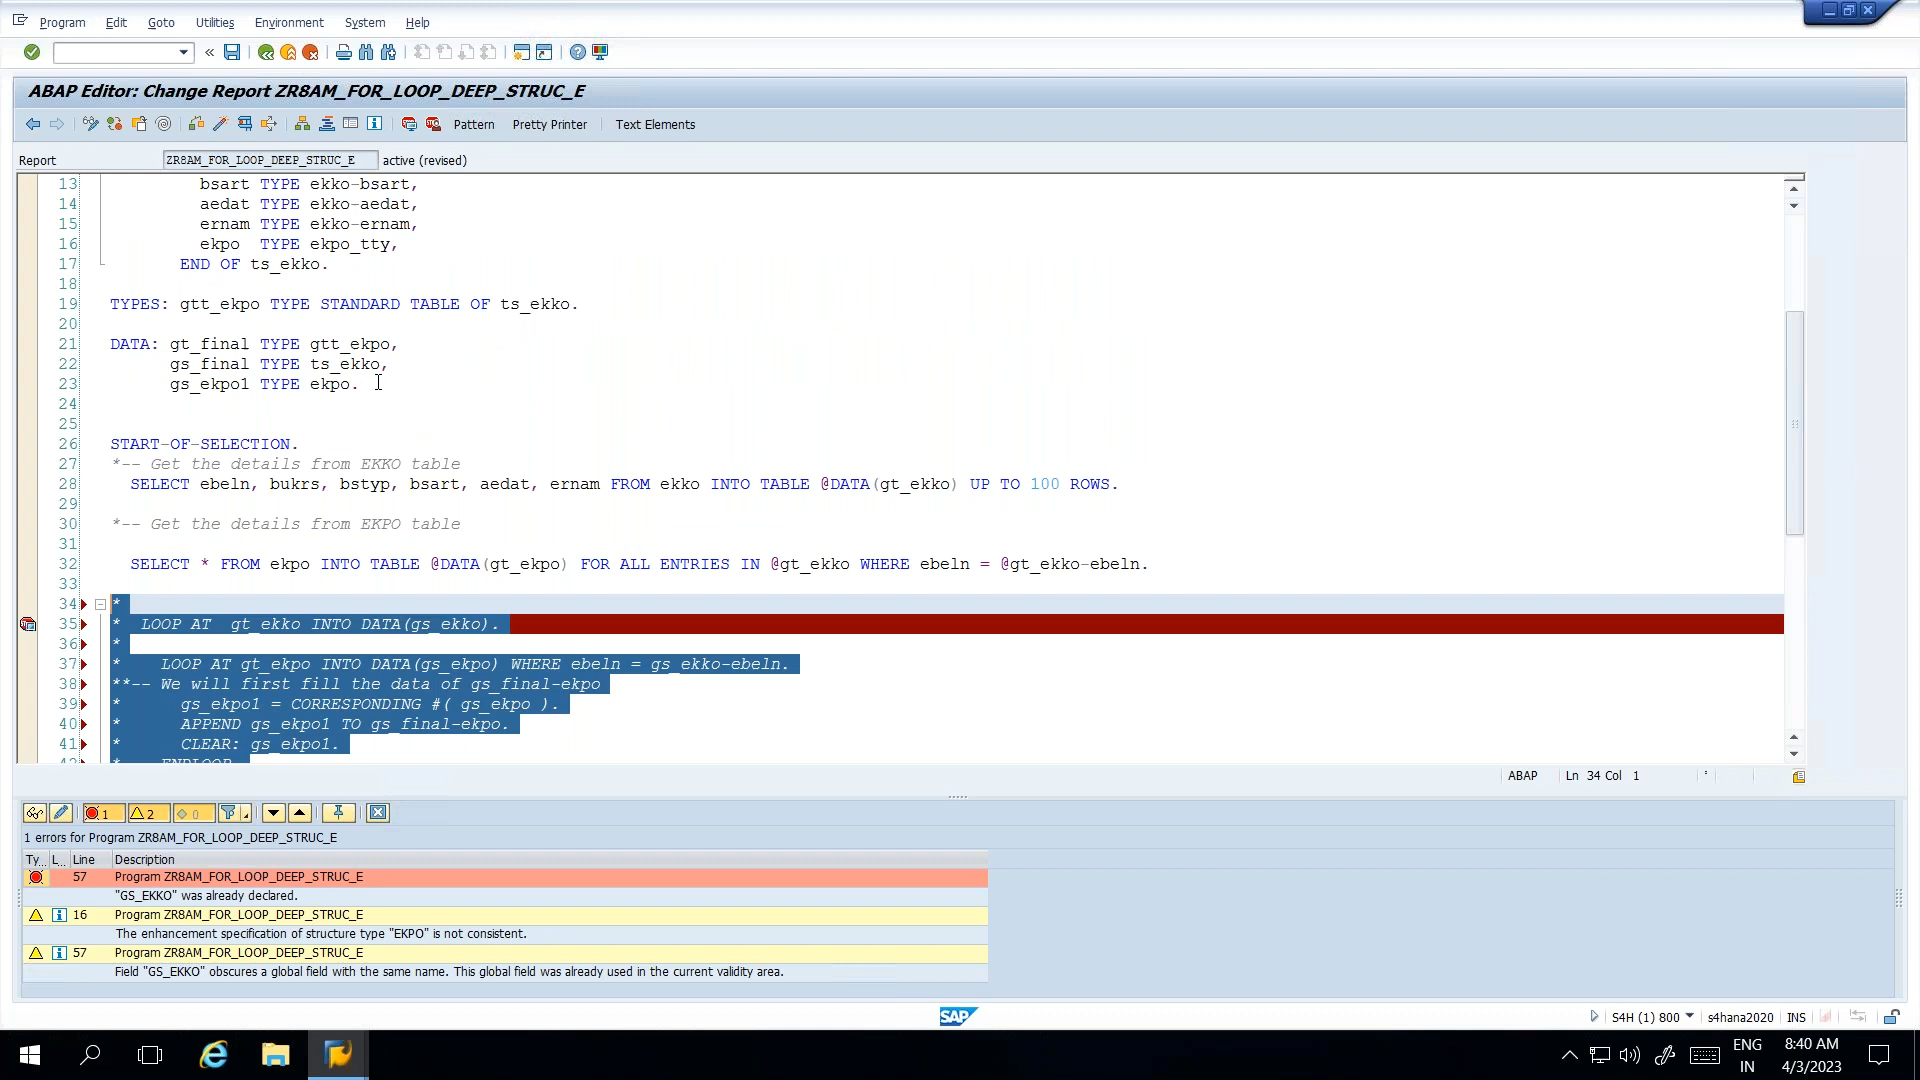 Program Edit Goto Utilities Environment System Help
«
ABAP Editor: Change Report ZR8AM_FOR_LOOP_DEEP_STRUC_E
Pattern Pretty Printer Text Elements
Report ZR8AM_FOR_LOOP_DEEP_STRUC_E active (revised)
13 bsart TYPE ekko-bsart,
14 aedat TYPE ekko-aedat,
15 ernam TYPE ekko-ernam,
16 ekpo TYPE ekpo_tty,
17 END OF ts_ekko.
18
19 TYPES: gtt_ekpo TYPE STANDARD TABLE OF ts_ekko.
20
21 DATA: gt_final TYPE gtt_ekpo,
22 gs_final TYPE ts_ekko,
23 gs_ekpo1 TYPE ekpo.
24
25
26 START-OF-SELECTION.
27 *-- Get the details from EKKO table
28 SELECT ebeln, bukrs, bstyp, bsart, aedat, ernam FROM ekko INTO TABLE @DATA(gt_ekko) UP TO 100 ROWS.
29
30 *-- Get the details from EKPO table
31
32 SELECT * FROM ekpo INTO TABLE @DATA(gt_ekpo) FOR ALL ENTRIES IN @gt_ekko WHERE ebeln = @gt_ekko-ebeln.
33
34 *
35 * LOOP AT gt_ekko INTO DATA(gs_ekko).
36 *
37 * LOOP AT gt_ekpo INTO DATA(gs_ekpo) WHERE ebeln = gs_ekko-ebeln.
38 **-- We will first fill the data of gs_final-ekpo
39 * gs_ekpo1 = CORRESPONDING #( gs_ekpo ).
40 * APPEND gs_ekpo1 TO gs_final-ekpo.
41 * CLEAR: gs_ekpo1.
42 * ENDLOOP
ABAP Ln 34 Col 1
1 2 0
1 errors for Program ZR8AM_FOR_LOOP_DEEP_STRUC_E
Ty... L... Line Description
57 Program ZR8AM_FOR_LOOP_DEEP_STRUC_E
"GS_EKKO" was already declared.
16 Program ZR8AM_FOR_LOOP_DEEP_STRUC_E
The enhancement specification of structure type "EKPO" is not consistent.
57 Program ZR8AM_FOR_LOOP_DEEP_STRUC_E
Field "GS_EKKO" obscures a global field with the same name. This global field was already used in the current validity area.
SAP S4H (1) 800 s4hana2020 INS
ENG 8:40 AM
IN 4/3/2023